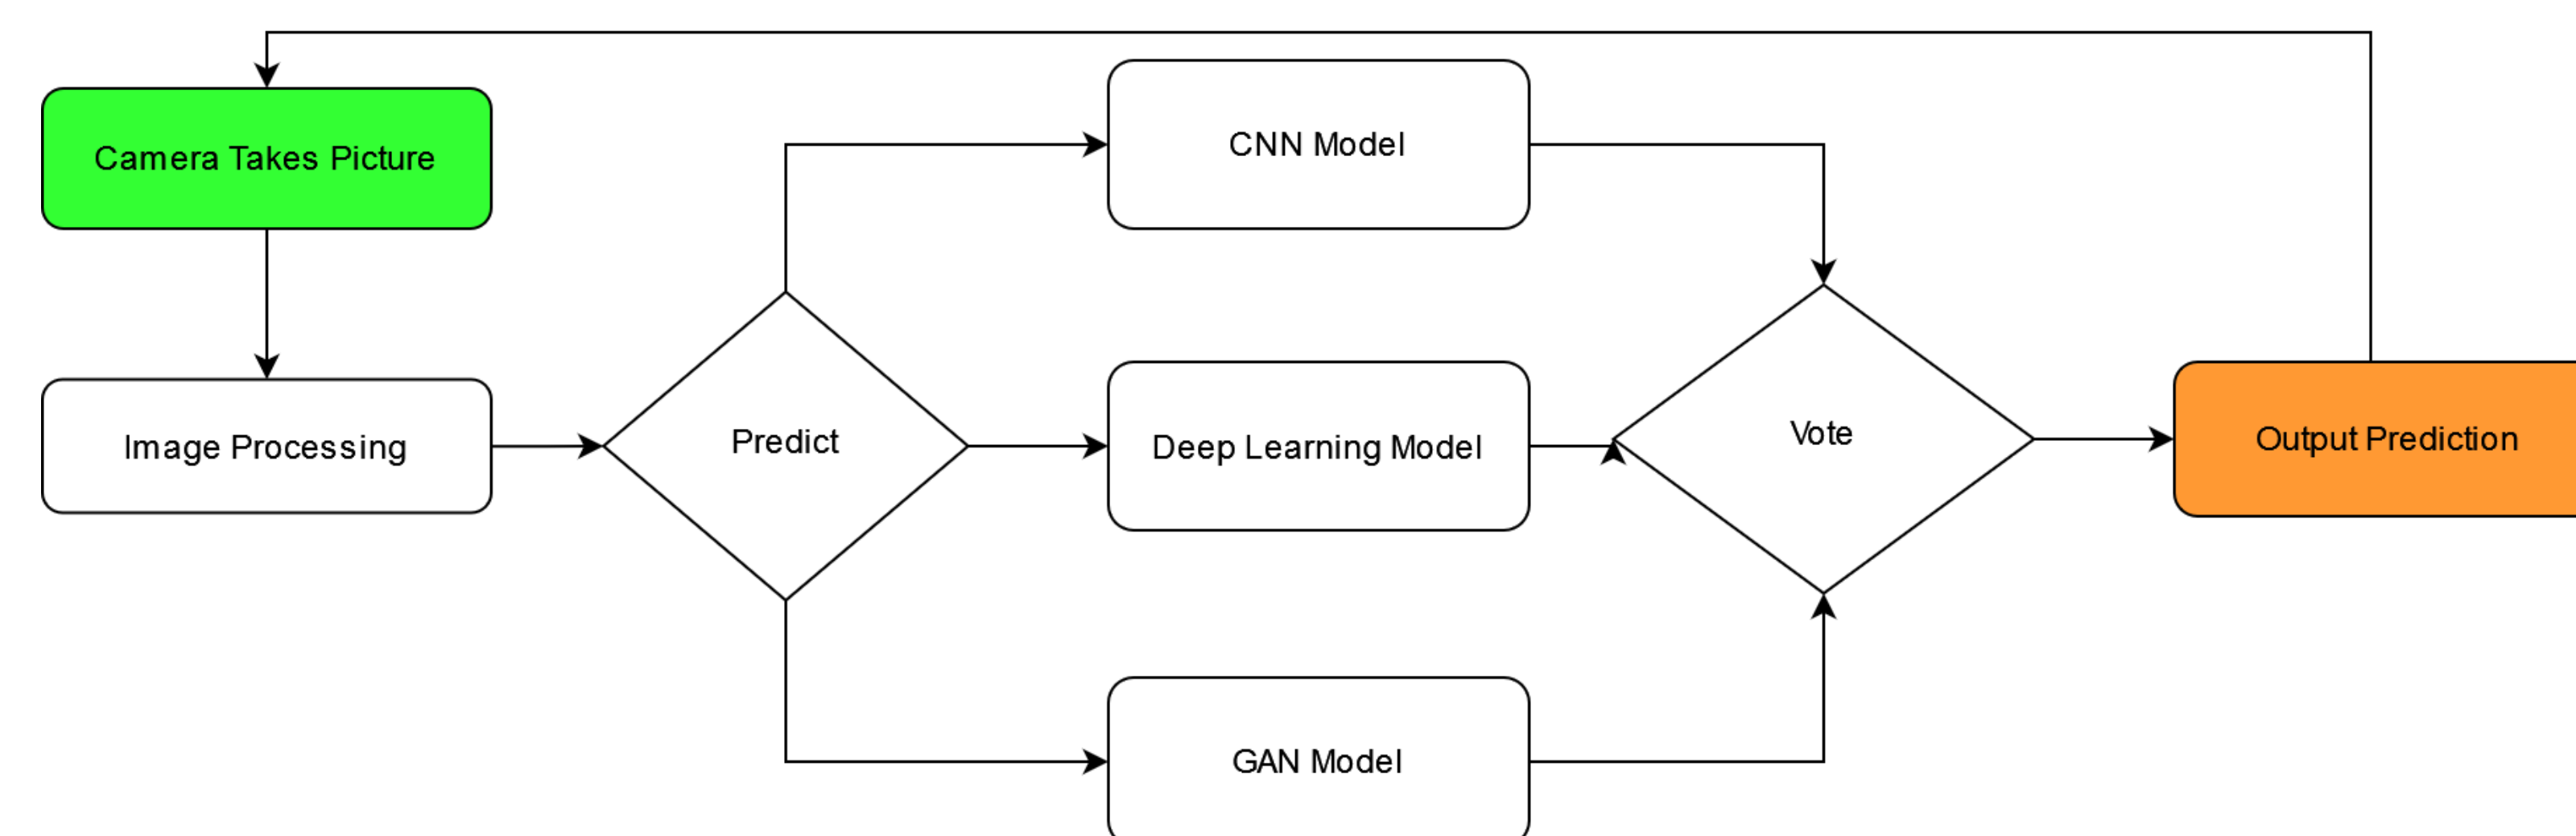 Camera Takes Picture
Image Processing
Predict
CNN Model
Deep Learning Model
GAN Model
Vote
Output Prediction